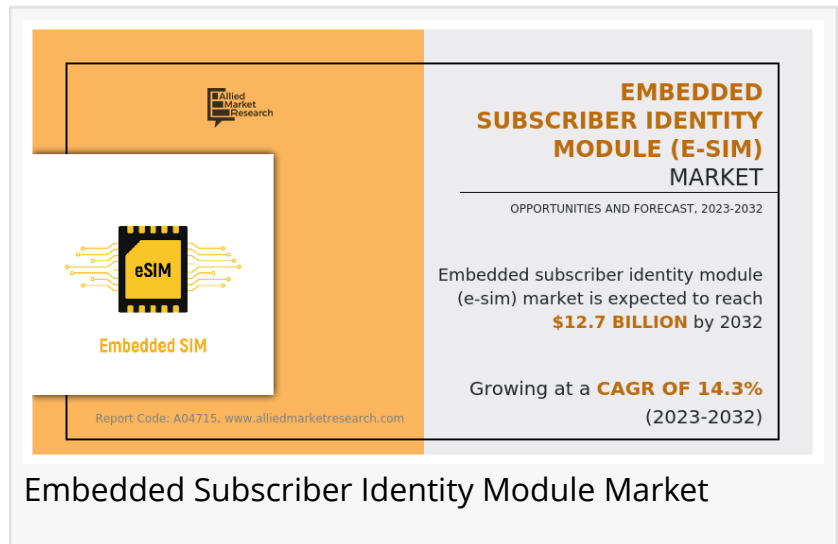 Allied
Market
Research
EMBEDDED
SUBSCRIBER IDENTITY
MODULE (E-SIM)
MARKET
OPPORTUNITIES AND FORECAST, 2023-2032
eSIM
Embedded SIM
Embedded subscriber identity module
(e-sim) market is expected to reach
$12.7 BILLION by 2032
Growing at a CAGR OF 14.3%
(2023-2032)
Report Code: A04715, www.alliedmarketresearch.com
Embedded Subscriber Identity Module Market